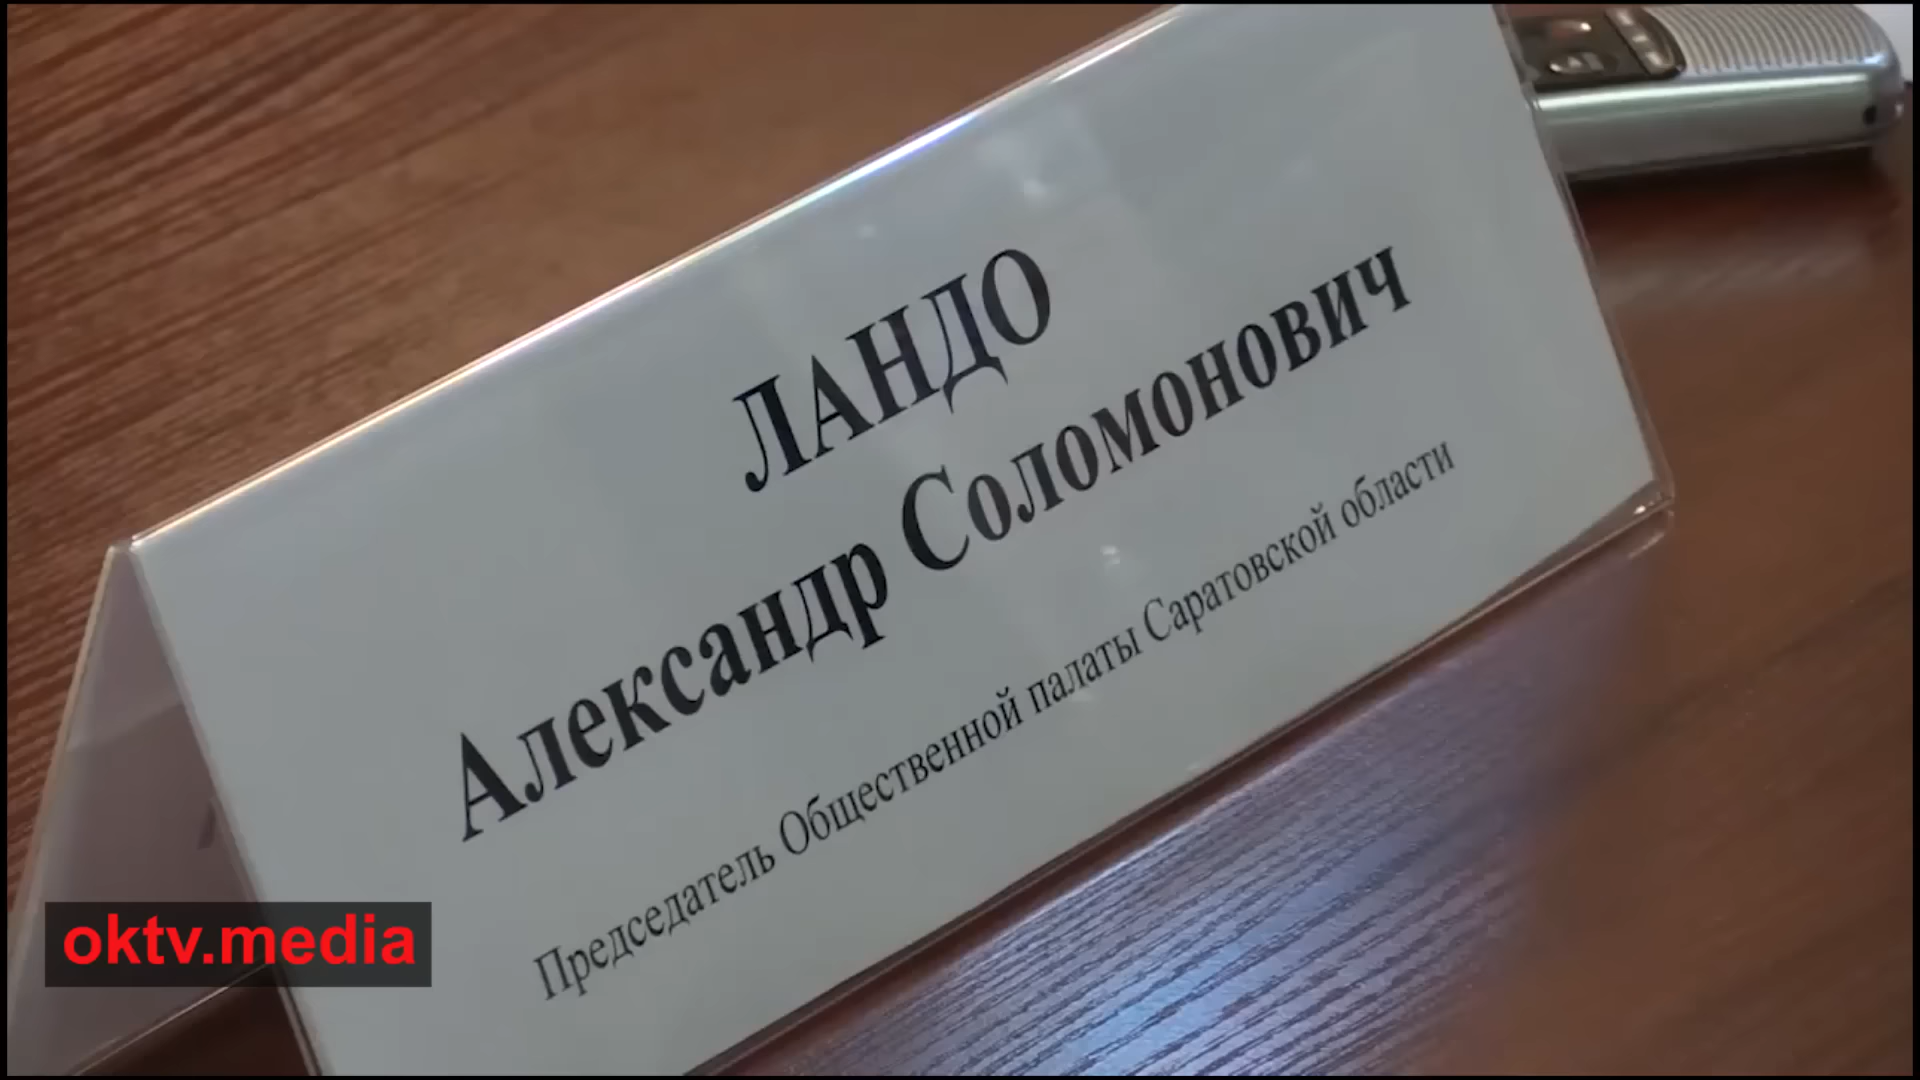 ЛАНДО
Александр Соломонович
Председатель Общественной палаты Саратовской области
oktv.media